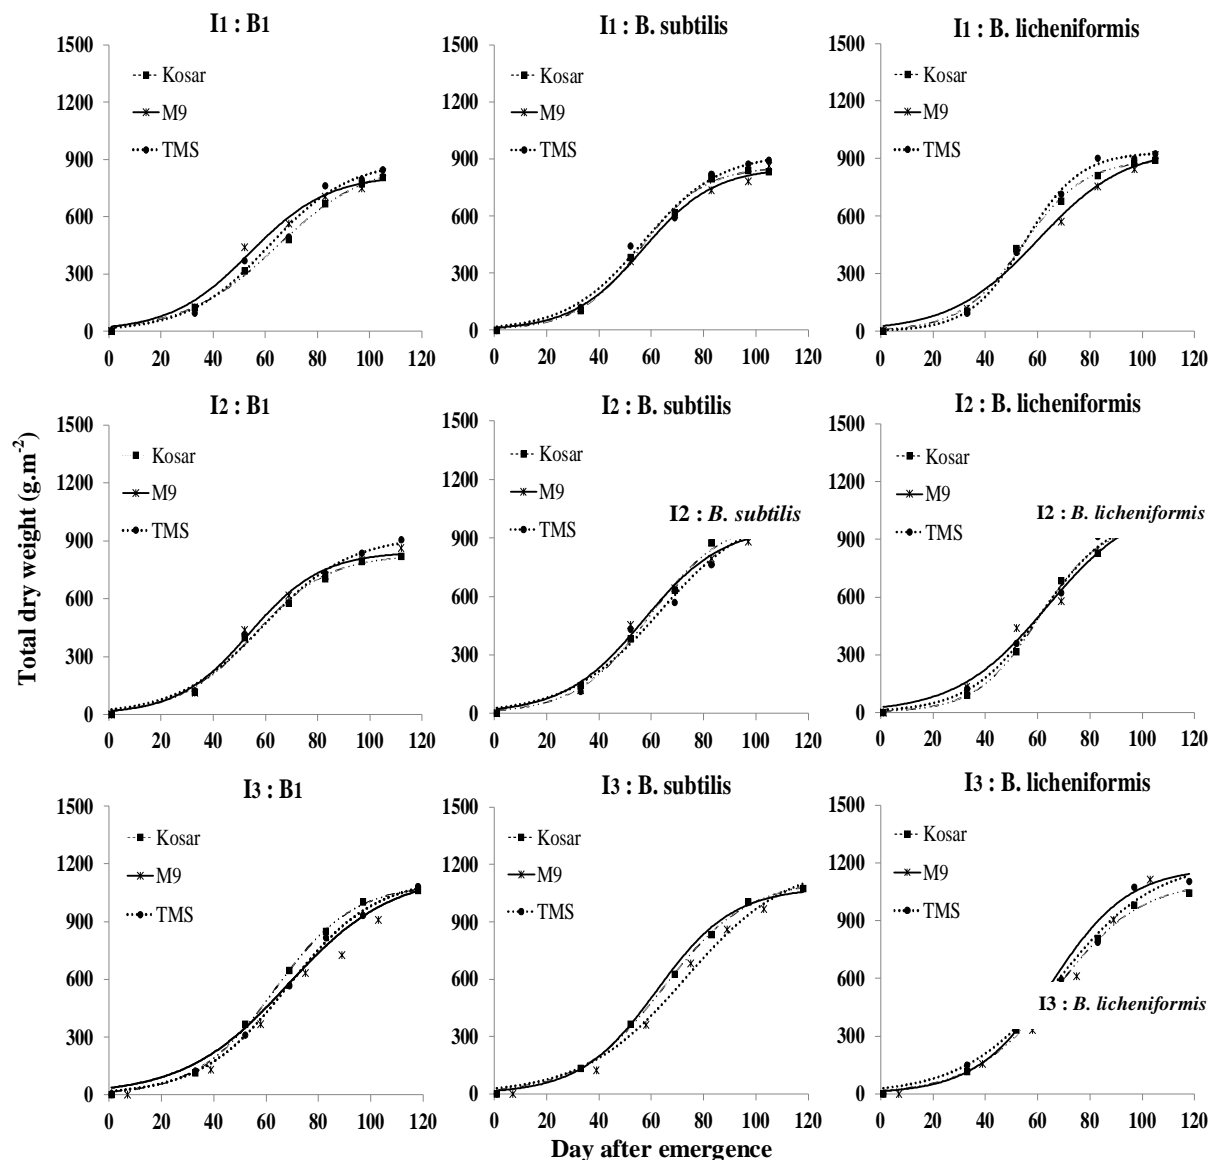 I1 : B1
1500
1200
900
600
300
0
Kosar
M9
TMS
0 20 40 60 80 100 120
I1 : B. subtilis
1500
1200
900
600
300
0
Kosar
M9
TMS
0 20 40 60 80 100 120
I1 : B. licheniformis
1500
1200
900
600
300
0
Kosar
M9
TMS
0 20 40 60 80 100 120
Total dry weight (g.m-2)
I2 : B1
1500
1200
900
600
300
0
Kosar
M9
TMS
0 20 40 60 80 100 120
I2 : B. subtilis
1500
1200
900
600
300
0
Kosar
M9
TMS
I2 : B. subtilis
0 20 40 60 80 100 120
I2 : B. licheniformis
1500
1200
900
600
300
0
Kosar
M9
TMS
I2 : B. licheniformis
0 20 40 60 80 100 120
I3 : B1
1500
1200
900
600
300
0
Kosar
M9
TMS
0 20 40 60 80 100 120
I3 : B. subtilis
1500
1200
900
600
300
0
Kosar
M9
TMS
0 20 40 60 80 100 120
I3 : B. licheniformis
1500
1200
900
600
300
0
Kosar
M9
TMS
I3 : B. licheniformis
0 20 40 60 80 100 120
Day after emergence